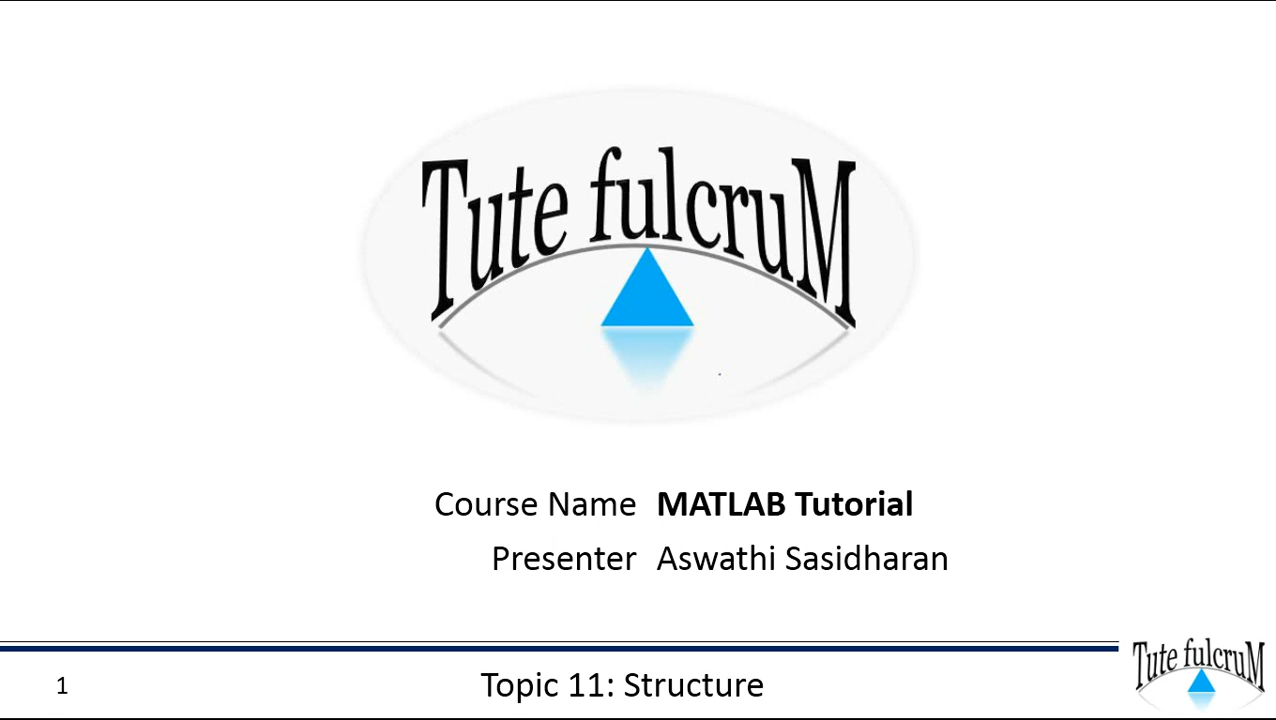 Tute fulcruM
Course Name MATLAB Tutorial
Presenter Aswathi Sasidharan
1
Topic 11: Structure
Tute fulcruM